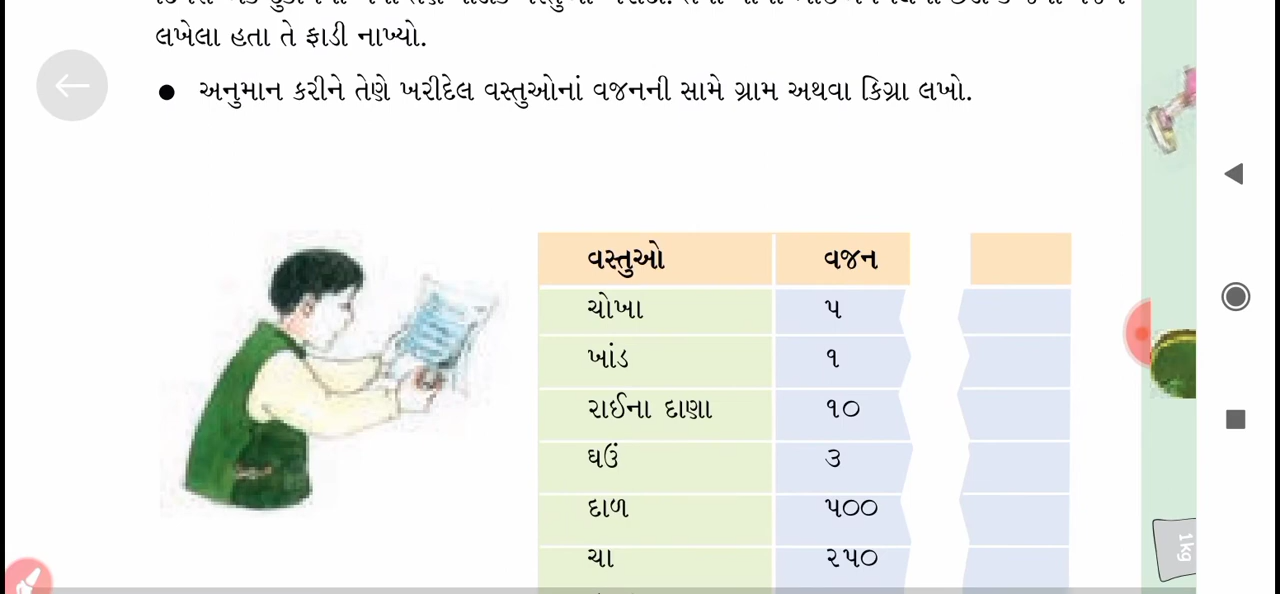 લખેલા હતા તે ફાડી નાખ્યો.
● અનુમાન કરીને તેણે ખરીદેલ વસ્તુઓનાં વજનની સામે ગ્રામ અથવા કિગ્રા લખો.
વસ્તુઓ વજન
ચોખા ૫
ખાંડ ૧
રાઈના દાણા ૧૦
ઘઉં ૩
દાળ ૫૦૦
ચા ૨૫૦
1kg